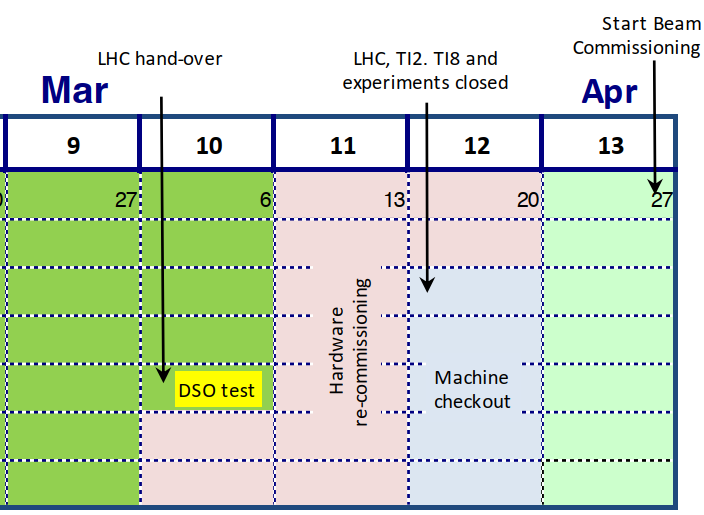 Start Beam
Commissioning
LHC hand-over
LHC, TI2. TI8 and
experiments closed
Mar
Apr
9
10
11
12
13
27
6
13
20
27
Hardware
re-commissioning
DSO test
Machine
checkout